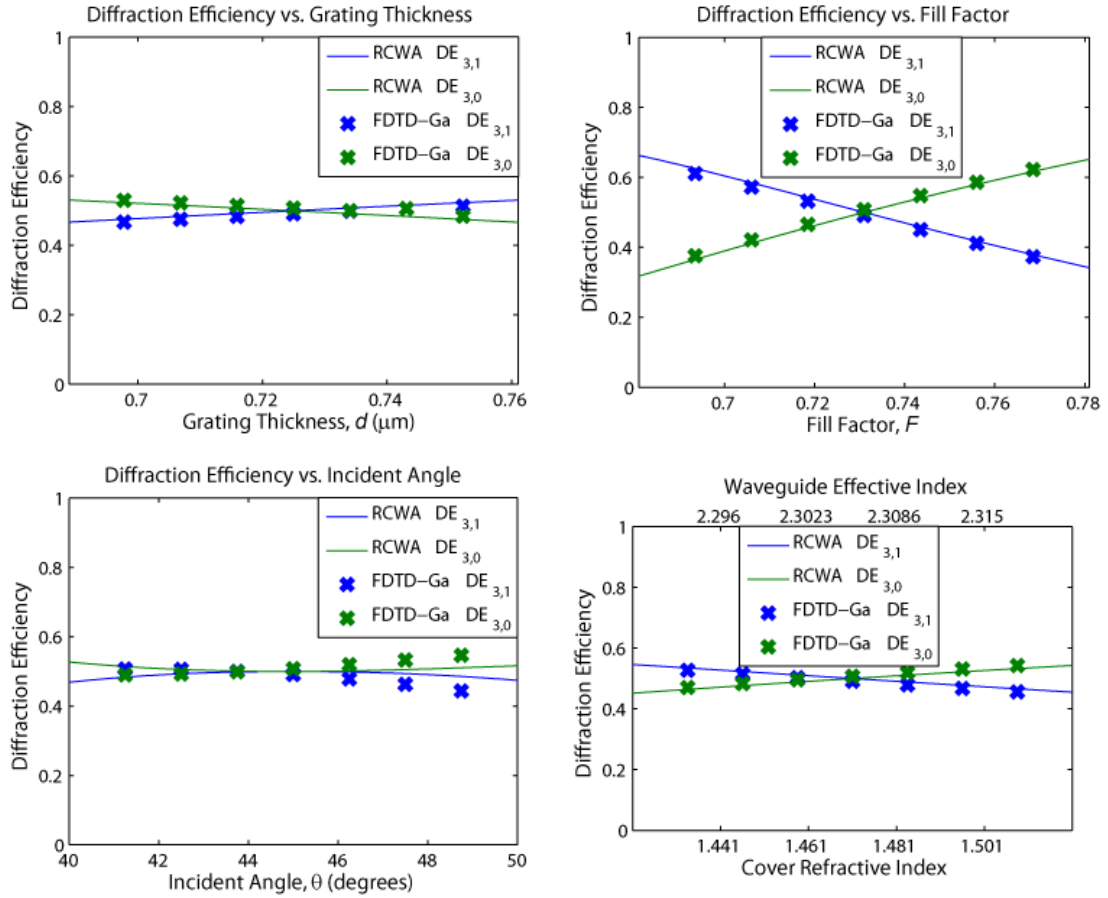 Diffraction Efficiency vs. Grating Thickness
1
0.8
0.6
0.4
0.2
0
Diffraction Efficiency
RCWA DE 3,1
RCWA DE 3,0
FDTD−Ga DE 3,1
FDTD−Ga DE 3,0
0.7 0.72 0.74 0.76
Grating Thickness, d (μm)
Diffraction Efficiency vs. Fill Factor
1
0.8
0.6
0.4
0.2
0
Diffraction Efficiency
RCWA DE 3,1
RCWA DE 3,0
FDTD−Ga DE 3,1
FDTD−Ga DE 3,0
0.7 0.72 0.74 0.76 0.78
Fill Factor, F
Diffraction Efficiency vs. Incident Angle
1
0.8
0.6
0.4
0.2
0
Diffraction Efficiency
RCWA DE 3,1
RCWA DE 3,0
FDTD−Ga DE 3,1
FDTD−Ga DE 3,0
40 42 44 46 48 50
Incident Angle, θ (degrees)
Waveguide Effective Index
2.296 2.3023 2.3086 2.315
1
0.8
0.6
0.4
0.2
0
Diffraction Efficiency
RCWA DE 3,1
RCWA DE 3,0
FDTD−Ga DE 3,1
FDTD−Ga DE 3,0
1.441 1.461 1.481 1.501
Cover Refractive Index